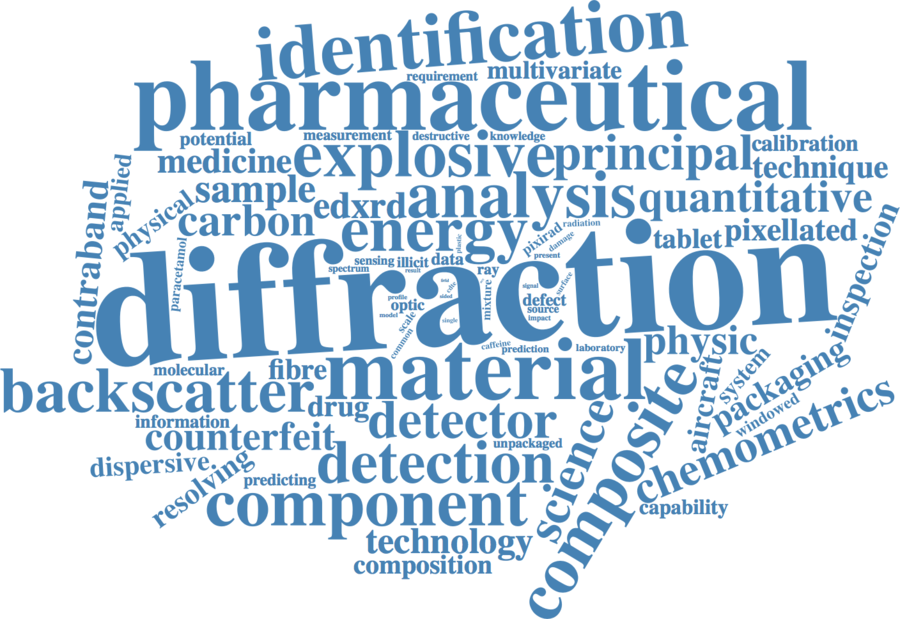 identification
requirement
multivariate
pharmaceutical
potential
measurement
destructive
knowledge
calibration
medicine
explosive
principal
technique
applied
contraband
physical
sample
edxrd
analysis
quantitative
carbon
energy
plastic
pixirad
radiation
damage
present
tablet
pixellated
inspection
paracetamol
diffraction
spectrum
sensing
illicit
result
data
ray
mixture
signal
surface
defect
source
impact
profile
optic
model
scale
common
sided
single
caffeine
prediction
laboratory
physic
molecular
fibre
material
backscatter
drug
detector
information
counterfeit
unpackaged
dispersive
resolving
predicting
detection
component
science
composite
aircraft
system
packaging
windowed
chemometrics
capability
technology
composition